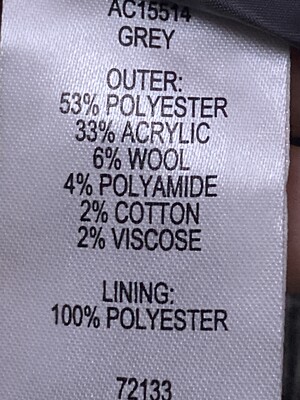 AC15514
GREY
OUTER:
53% POLYESTER
33% ACRYLIC
6% WOOL
4% POLYAMIDE
2% COTTON
2% VISCOSE
LINING:
100% POLYESTER
72133